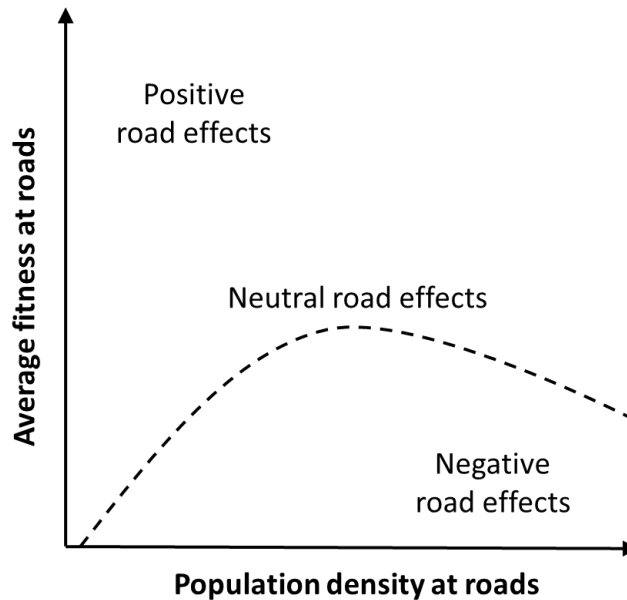 Positive
road effects
Neutral road effects
Negative
road effects
Average fitness at roads
Population density at roads